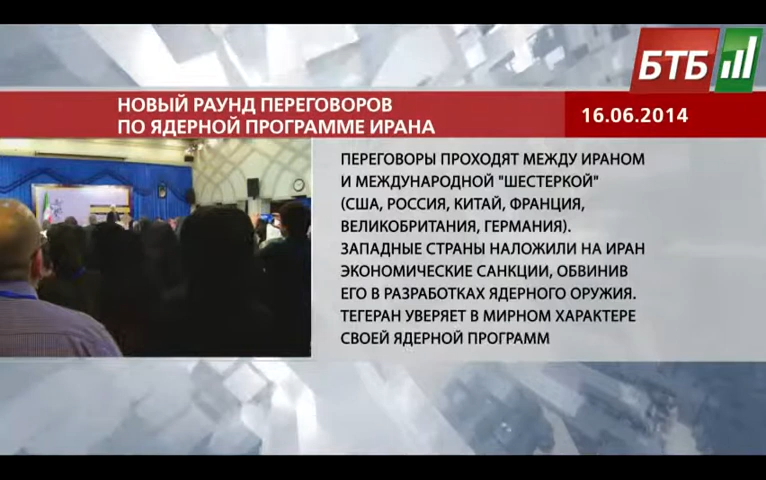 БТБ
НОВЫЙ РАУНД ПЕРЕГОВОРОВ
ПО ЯДЕРНОЙ ПРОГРАММЕ ИРАНА
16.06.2014
ПЕРЕГОВОРЫ ПРОХОДЯТ МЕЖДУ ИРАНОМ
И МЕЖДУНАРОДНОЙ "ШЕСТЕРКОЙ"
(США, РОССИЯ, КИТАЙ, ФРАНЦИЯ,
ВЕЛИКОБРИТАНИЯ, ГЕРМАНИЯ).
ЗАПАДНЫЕ СТРАНЫ НАЛОЖИЛИ НА ИРАН
ЭКОНОМИЧЕСКИЕ САНКЦИИ, ОБВИНИВ
ЕГО В РАЗРАБОТКАХ ЯДЕРНОГО ОРУЖИЯ.
ТЕГЕРАН УВЕРЯЕТ В МИРНОМ ХАРАКТЕРЕ
СВОЕЙ ЯДЕРНОЙ ПРОГРАММ